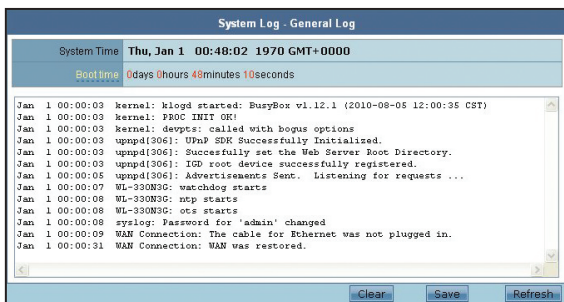 System Log - General Log
System Time Thu, Jan 1 00:48:02 1970 GMT+0000
Boot time 0days 0hours 48minutes 10seconds
Jan 1 00:00:03 kernel: klogd started: BusyBox v1.12.1 (2010-08-05 12:00:35 CST)
Jan 1 00:00:03 kernel: PROC INIT OK!
Jan 1 00:00:03 kernel: devpts: called with bogus options
Jan 1 00:00:03 upnpd[306]: UPnP SDK Successfully Initialized.
Jan 1 00:00:03 upnpd[306]: Succesfully set the Web Server Root Directory.
Jan 1 00:00:03 upnpd[306]: IGD root device successfully registered.
Jan 1 00:00:05 upnpd[306]: Advertisements Sent. Listening for requests ...
Jan 1 00:00:07 WL-330N3G: watchdog starts
Jan 1 00:00:08 WL-330N3G: ntp starts
Jan 1 00:00:08 WL-330N3G: ots starts
Jan 1 00:00:08 syslog: Password for 'admin' changed
Jan 1 00:00:09 WAN Connection: The cable for Ethernet was not plugged in.
Jan 1 00:00:31 WAN Connection: WAN was restored.
Clear Save Refresh